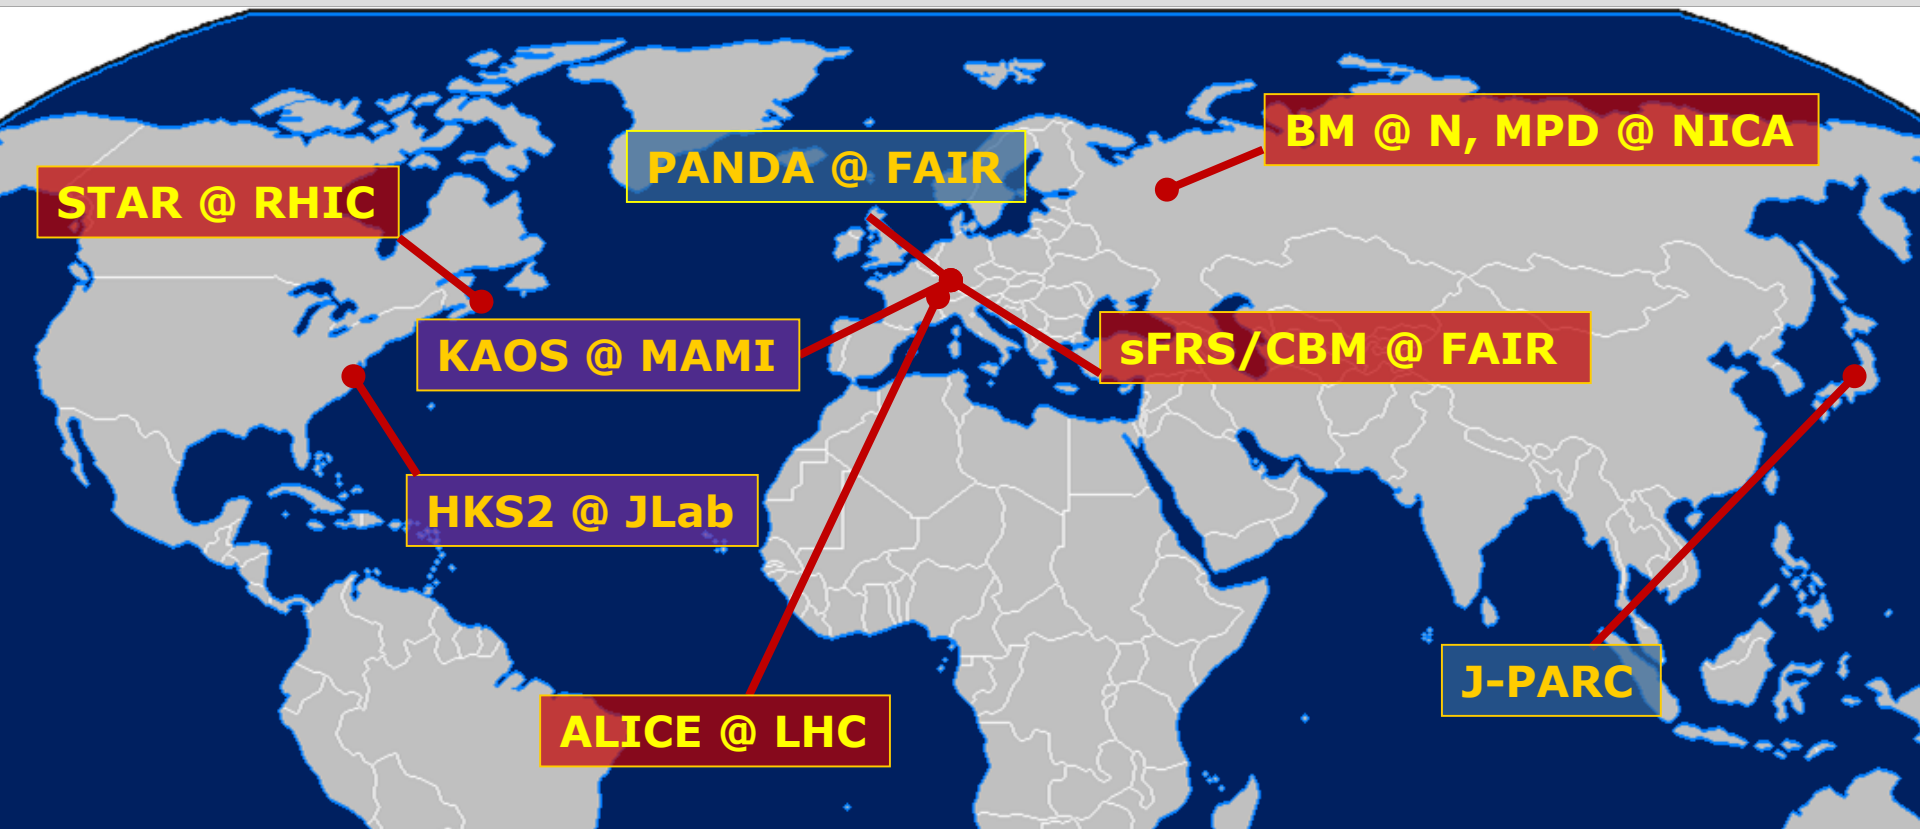 BM @ N, MPD @ NICA
PANDA @ FAIR
STAR @ RHIC
KAOS @ MAMI
sFRS/CBM @ FAIR
HKS2 @ JLab
J-PARC
ALICE @ LHC